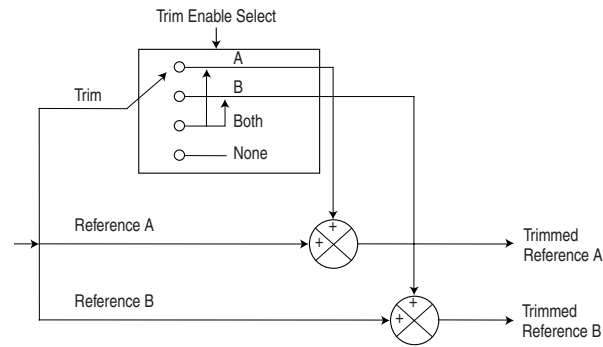 Trim Enable Select
A
Trim
B
Both
None
Reference A
+
+
Trimmed
Reference A
Reference B
+
+
Trimmed
Reference B